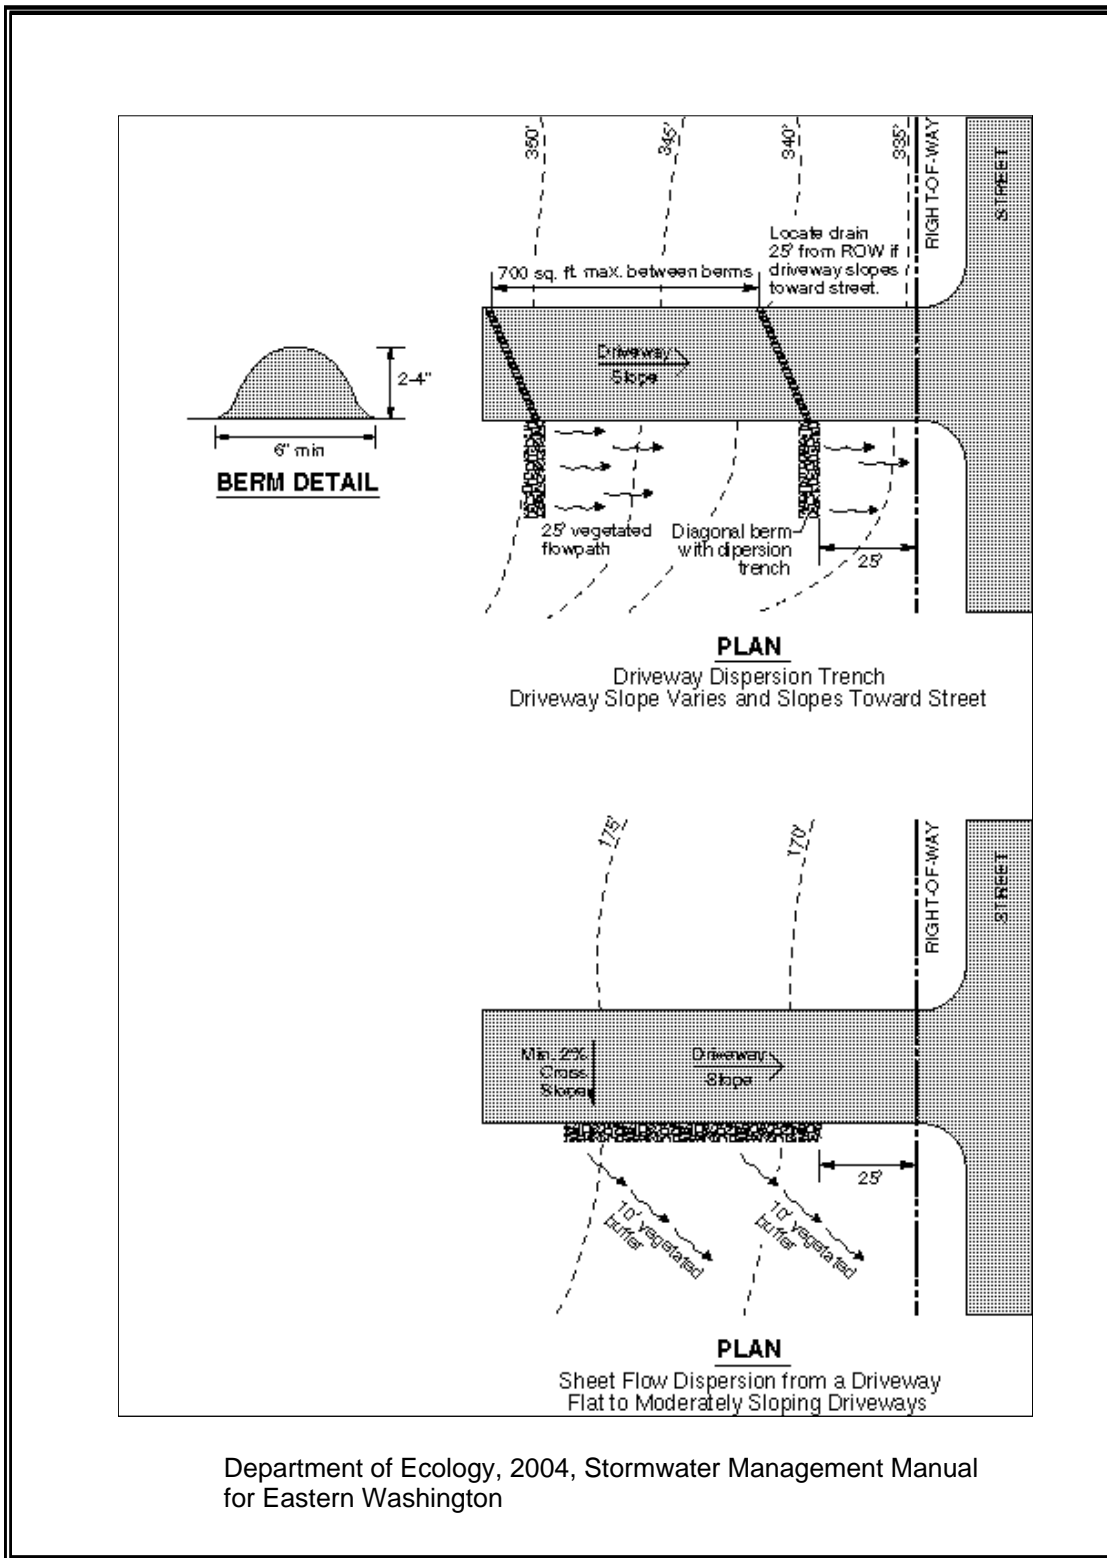 350'
345'
340'
335'
RIGHT-OF-WAY
STREET
Locate drain
25' from ROW if
driveway slopes
toward street.
700 sq. ft. max. between berms
Driveway
Slope
2-4"
6" min
BERM DETAIL
25' vegetated
flowpath
Diagonal berm
with dipersion
trench
25'
PLAN
Driveway Dispersion Trench
Driveway Slope Varies and Slopes Toward Street
175'
170'
RIGHT-OF-WAY
STREET
Min. 2%
Cross
Slope
Driveway
Slope
25'
10' vegetated
buffer
10' vegetated
buffer
PLAN
Sheet Flow Dispersion from a Driveway
Flat to Moderately Sloping Driveways
Department of Ecology, 2004, Stormwater Management Manual
for Eastern Washington